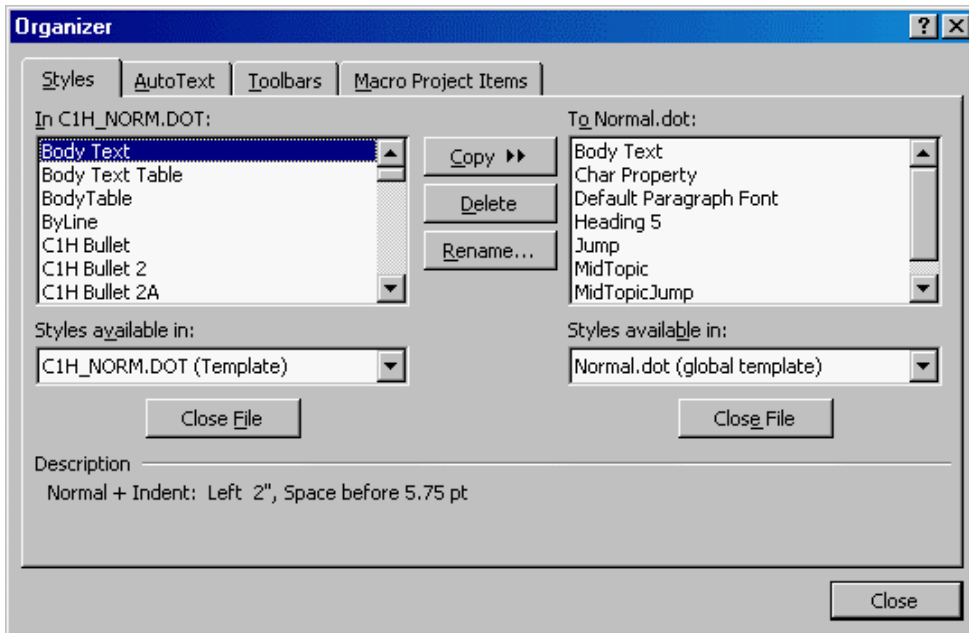 Organizer
Styles
AutoText
Toolbars
Macro Project Items
In C1H_NORM.DOT:
Body Text
Body Text Table
BodyTable
ByLine
C1H Bullet
C1H Bullet 2
C1H Bullet 2A
Copy
Delete
Rename...
To Normal.dot:
Body Text
Char Property
Default Paragraph Font
Heading 5
Jump
MidTopic
MidTopicJump
Styles available in:
C1H_NORM.DOT (Template)
Styles available in:
Normal.dot (global template)
Close File
Close File
Description
Normal + Indent: Left 2", Space before 5.75 pt
Close